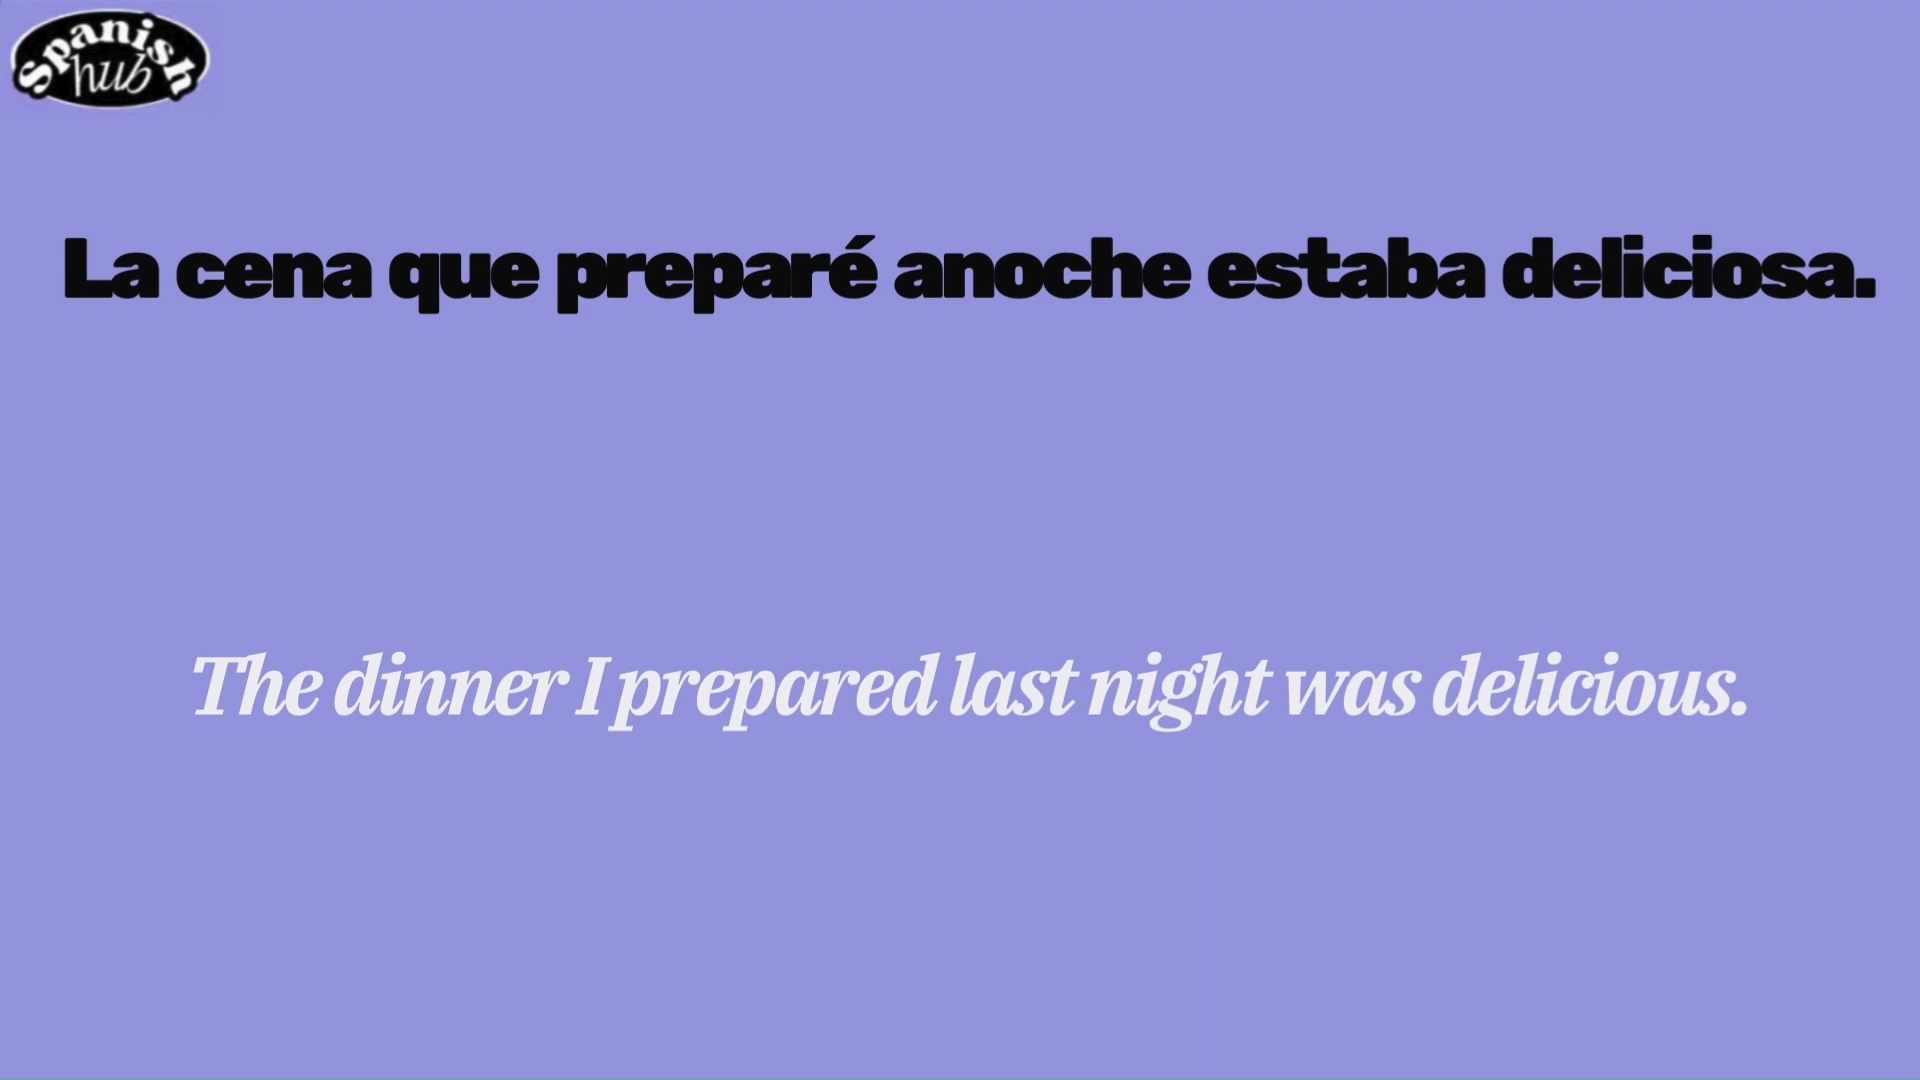 Spanish
hub
La cena que preparé anoche estaba deliciosa.
The dinner I prepared last night was delicious.